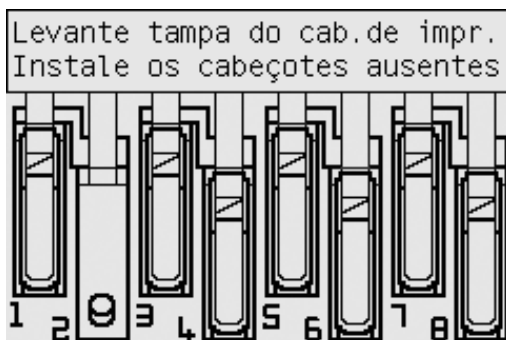 Levante tampa do cab.de impr.
Instale os cabeçotes ausentes
1 2 3 4 5 6 7 8